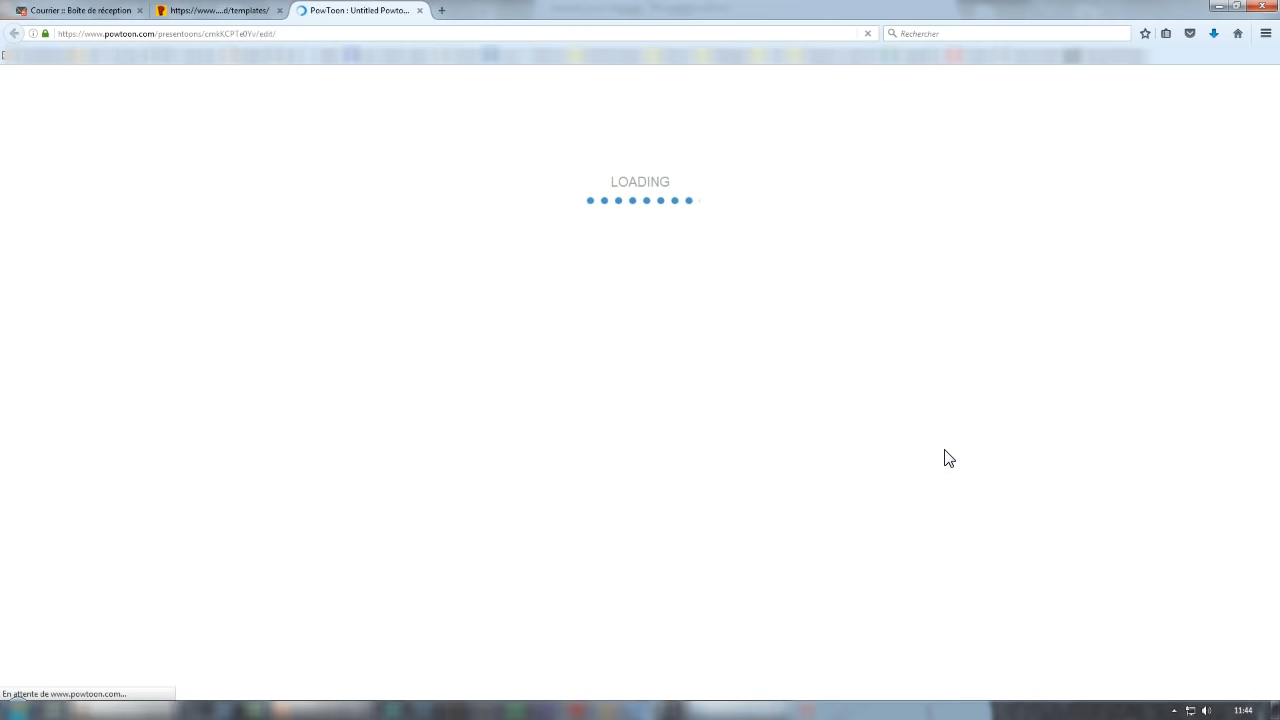 Courrier :: Boîte de réception
https://www....d/templates/
PowToon : Untitled Powto...
https://www.powtoon.com/presentoons/cmkKCPTe0Yv/edit/
Rechercher
LOADING
En attente de www.powtoon.com...
11:44